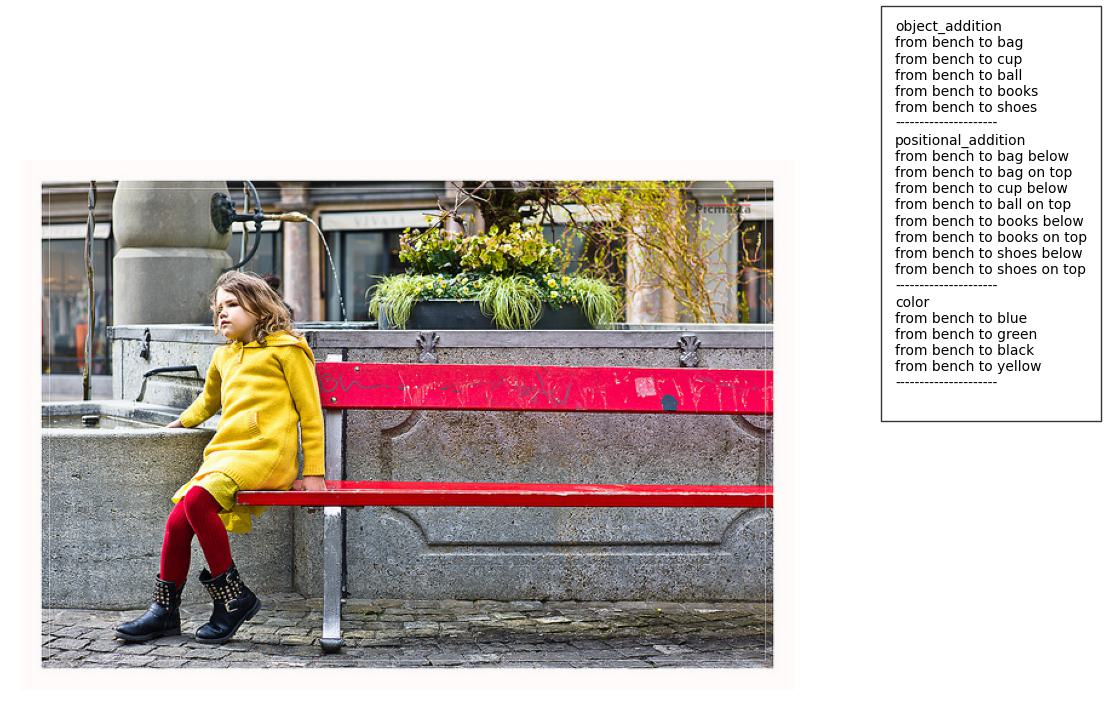 object_addition
from bench to bag
from bench to cup
from bench to ball
from bench to books
from bench to shoes
---------------------
positional_addition
from bench to bag below
from bench to bag on top
from bench to cup below
from bench to ball on top
from bench to books below
from bench to books on top
from bench to shoes below
from bench to shoes on top
---------------------
color
from bench to blue
from bench to green
from bench to black
from bench to yellow
---------------------
VIVAIA
Picmasta